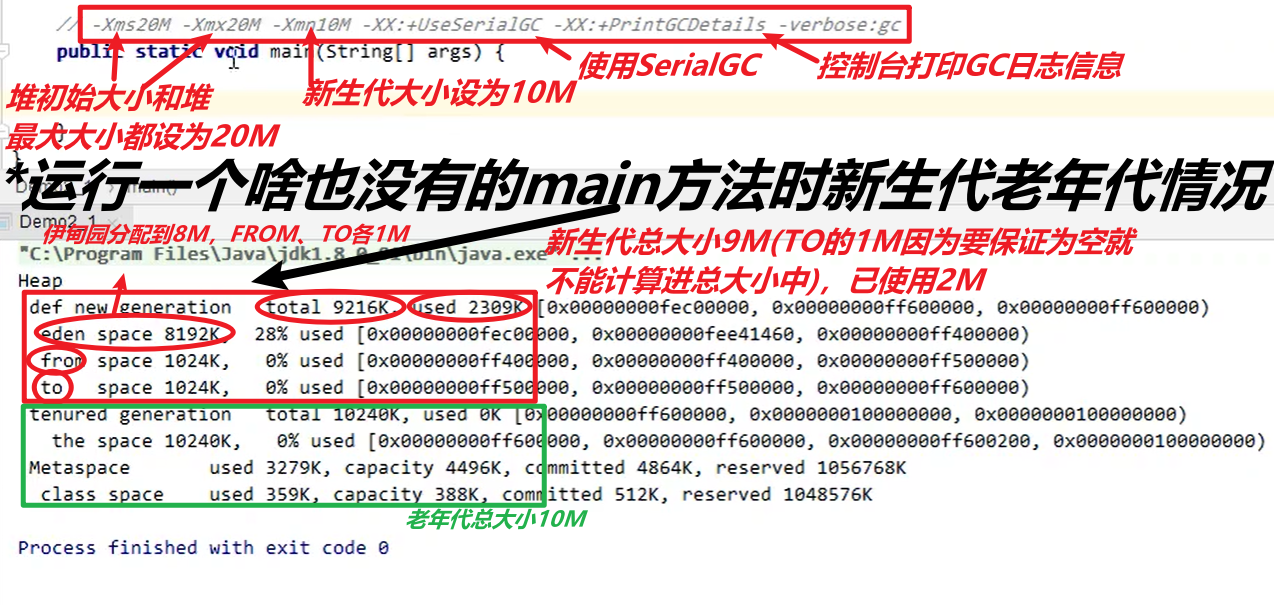 // -Xms20M -Xmx20M -Xmn10M -XX:+UseSerialGC -XX:+PrintGCDetails -verbose:gc
public static void main(String[] args) {
使用SerialGC
控制台打印GC日志信息
堆初始大小和堆
最大大小都设为20M
新生代大小设为10M
}
}
*运行一个啥也没有的main方法时新生代老年代情况
main()
Demo2_1
伊甸园分配到8M，FROM、TO各1M
新生代总大小9M(TO的1M因为要保证为空就
不能计算进总大小中)，已使用2M
"C:\Program Files\Java\jdk1.8.0_91\bin\java.exe" ...
Heap
def new generation total 9216K, used 2309K [0x00000000fec00000, 0x00000000ff600000, 0x00000000ff600000)
eden space 8192K, 28% used [0x00000000fec00000, 0x00000000fee41460, 0x00000000ff400000)
from space 1024K, 0% used [0x00000000ff400000, 0x00000000ff400000, 0x00000000ff500000)
to space 1024K, 0% used [0x00000000ff500000, 0x00000000ff500000, 0x00000000ff600000)
tenured generation total 10240K, used 0K [0x00000000ff600000, 0x0000000100000000, 0x0000000100000000)
the space 10240K, 0% used [0x00000000ff600000, 0x00000000ff600000, 0x00000000ff600200, 0x0000000100000000)
Metaspace used 3279K, capacity 4496K, committed 4864K, reserved 1056768K
class space used 359K, capacity 388K, committed 512K, reserved 1048576K
老年代总大小10M
Process finished with exit code 0